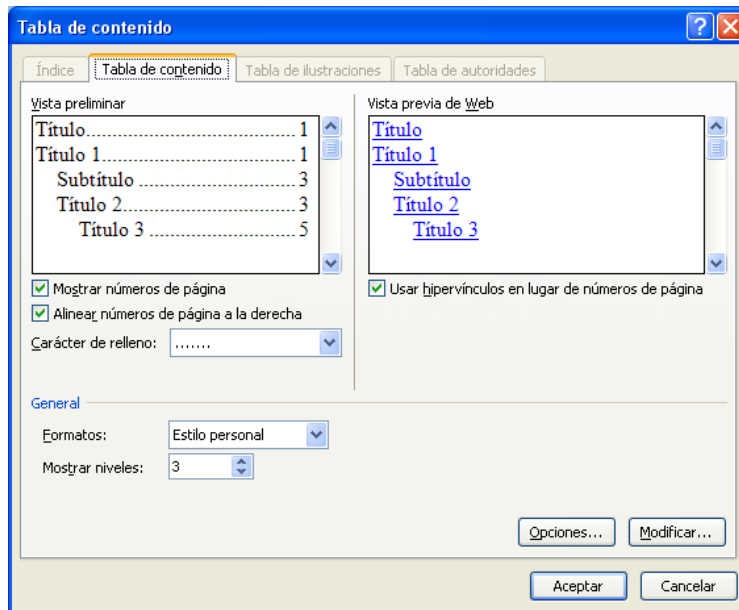 Tabla de contenido
Índice Tabla de contenido Tabla de ilustraciones Tabla de autoridades
Vista preliminar
Título............................................. 1
Título 1.......................................... 1
Subtítulo ................................. 3
Título 2.................................... 3
Título 3 ............................... 5
Mostrar números de página
Alinear números de página a la derecha
Carácter de relleno: .......
Vista previa de Web
Título
Título 1
Subtítulo
Título 2
Título 3
Usar hipervínculos en lugar de números de página
General
Formatos: Estilo personal
Mostrar niveles: 3
Opciones... Modificar...
Aceptar Cancelar